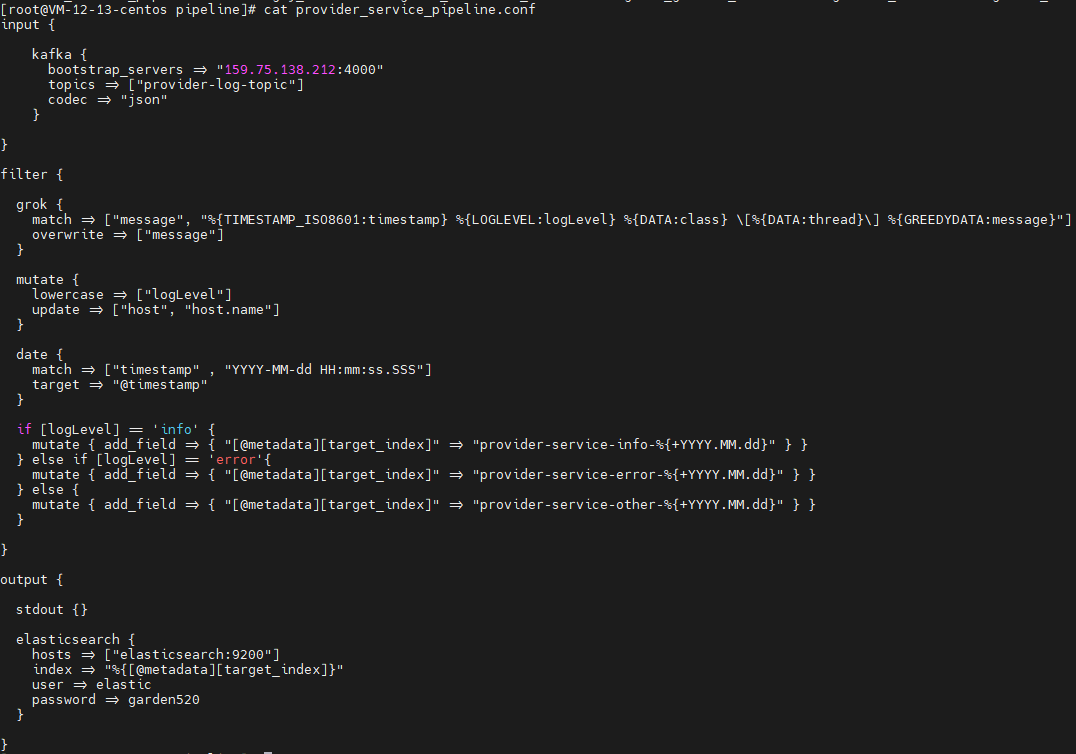 [root@VM-12-13-centos pipeline]# cat provider_service_pipeline.conf
input {
kafka {
bootstrap_servers => "159.75.138.212:4000"
topics => ["provider-log-topic"]
codec => "json"
}
}
filter {
grok {
match => ["message", "%{TIMESTAMP_ISO8601:timestamp} %{LOGLEVEL:logLevel} %{DATA:class} \[%{DATA:thread}\] %{GREEDYDATA:message}"]
overwrite => ["message"]
}
mutate {
lowercase => ["logLevel"]
update => ["host", "host.name"]
}
date {
match => ["timestamp" , "YYYY-MM-dd HH:mm:ss.SSS"]
target => "@timestamp"
}
if [logLevel] == 'info' {
mutate { add_field => { "[@metadata][target_index]" => "provider-service-info-%{+YYYY.MM.dd}" } }
} else if [logLevel] == 'error'{
mutate { add_field => { "[@metadata][target_index]" => "provider-service-error-%{+YYYY.MM.dd}" } }
} else {
mutate { add_field => { "[@metadata][target_index]" => "provider-service-other-%{+YYYY.MM.dd}" } }
}
}
output {
stdout {}
elasticsearch {
hosts => ["elasticsearch:9200"]
index => "%{[@metadata][target_index]}"
user => elastic
password => garden520
}
}